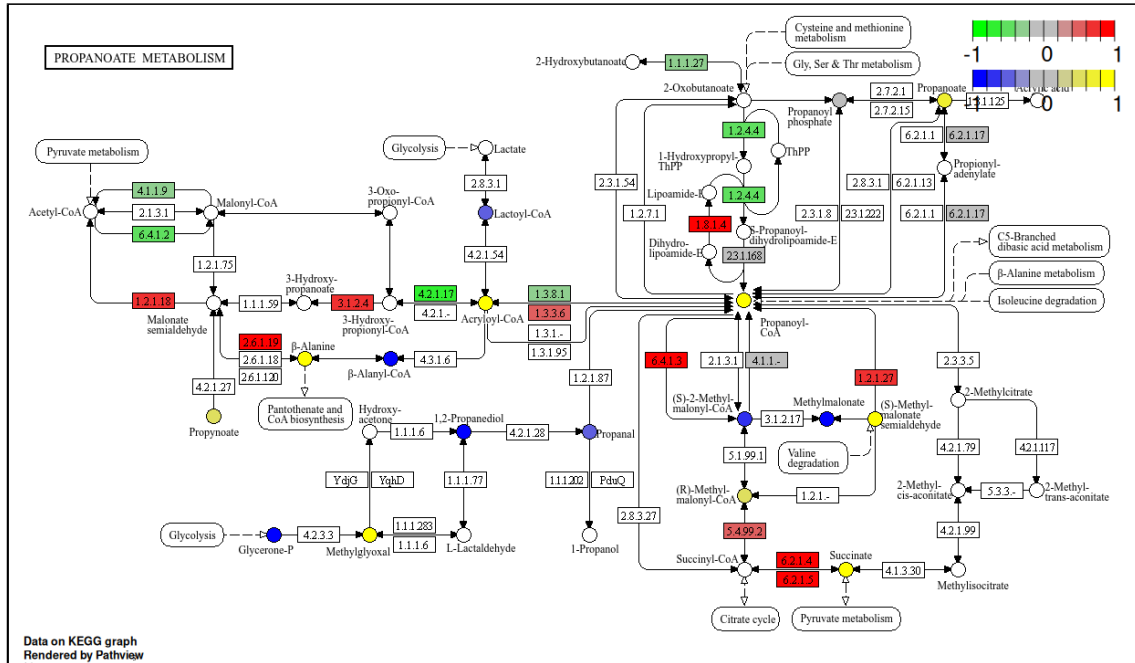 PROPANOATE METABOLISM
-1 0 1
-1 0 1
Cysteine and methionine
metabolism
Gly, Ser & Thr metabolism
2-Hydroxybutanoate
1.1.1.27
2-Oxobutanoate
Propanoyl
phosphate
2.7.2.1
2.7.2.15
Propanoate
Acrylic acid
6.2.1.1
6.2.1.17
Propionyl-
adenylate
6.2.1.1
6.2.1.17
1.2.4.4
ThPP
1-Hydroxypropyl-
ThPP
Lipoamide-E
1.2.4.4
1.8.1.4
S-Propanoyl-
dihydrolipoamide-E
Dihydro-
lipoamide-E
2.3.1.168
2.3.1.54
1.2.7.1
2.3.1.8
2.3.1.222
2.8.3.1
6.2.1.13
C5-Branched
dibasic acid metabolism
β-Alanine metabolism
Isoleucine degradation
Propanoyl-
CoA
Pyruvate metabolism
Glycolysis
Lactate
2.8.3.1
Lactoyl-CoA
4.2.1.54
4.1.1.9
Acetyl-CoA
2.1.3.1
Malonyl-CoA
6.4.1.2
3-Oxo-
propionyl-CoA
1.2.1.75
3-Hydroxy-
propanoate
1.2.1.18
Malonate
semialdehyde
1.1.1.59
3.1.2.4
3-Hydroxy-
propionyl-CoA
4.2.1.17
4.2.1.-
Acryloyl-CoA
1.3.8.1
1.3.3.6
1.3.1.-
1.3.1.95
2.6.1.19
2.6.1.18
2.6.1.120
β-Alanine
4.3.1.6
β-Alanyl-CoA
4.2.1.27
Propynoate
Pantothenate and
CoA biosynthesis
1.2.1.87
6.4.1.3
2.1.3.1
4.1.1.-
1.2.1.27
2.3.3.5
2-Methylcitrate
(S)-2-Methyl-
malonyl-CoA
3.1.2.17
Methylmalonate
(S)-Methyl-
malonate
semialdehyde
Valine
degradation
4.2.1.79
4.2.1.117
Hydroxy-
acetone
1.1.1.6
1,2-Propanediol
4.2.1.28
Propanal
5.1.99.1
(R)-Methyl-
malonyl-CoA
1.2.1.-
2-Methyl-
cis-aconitate
5.3.3.-
2-Methyl-
trans-aconitate
YdjG
YqhD
1.1.1.77
1.1.1.202
PduQ
2.8.3.27
5.4.99.2
4.2.1.99
Glycolysis
Glycerone-P
4.2.3.3
Methylglyoxal
1.1.1.283
1.1.1.6
L-Lactaldehyde
1-Propanol
Succinyl-CoA
6.2.1.4
6.2.1.5
Succinate
4.1.3.30
Methylisocitrate
Citrate cycle
Pyruvate metabolism
Data on KEGG graph
Rendered by Pathview